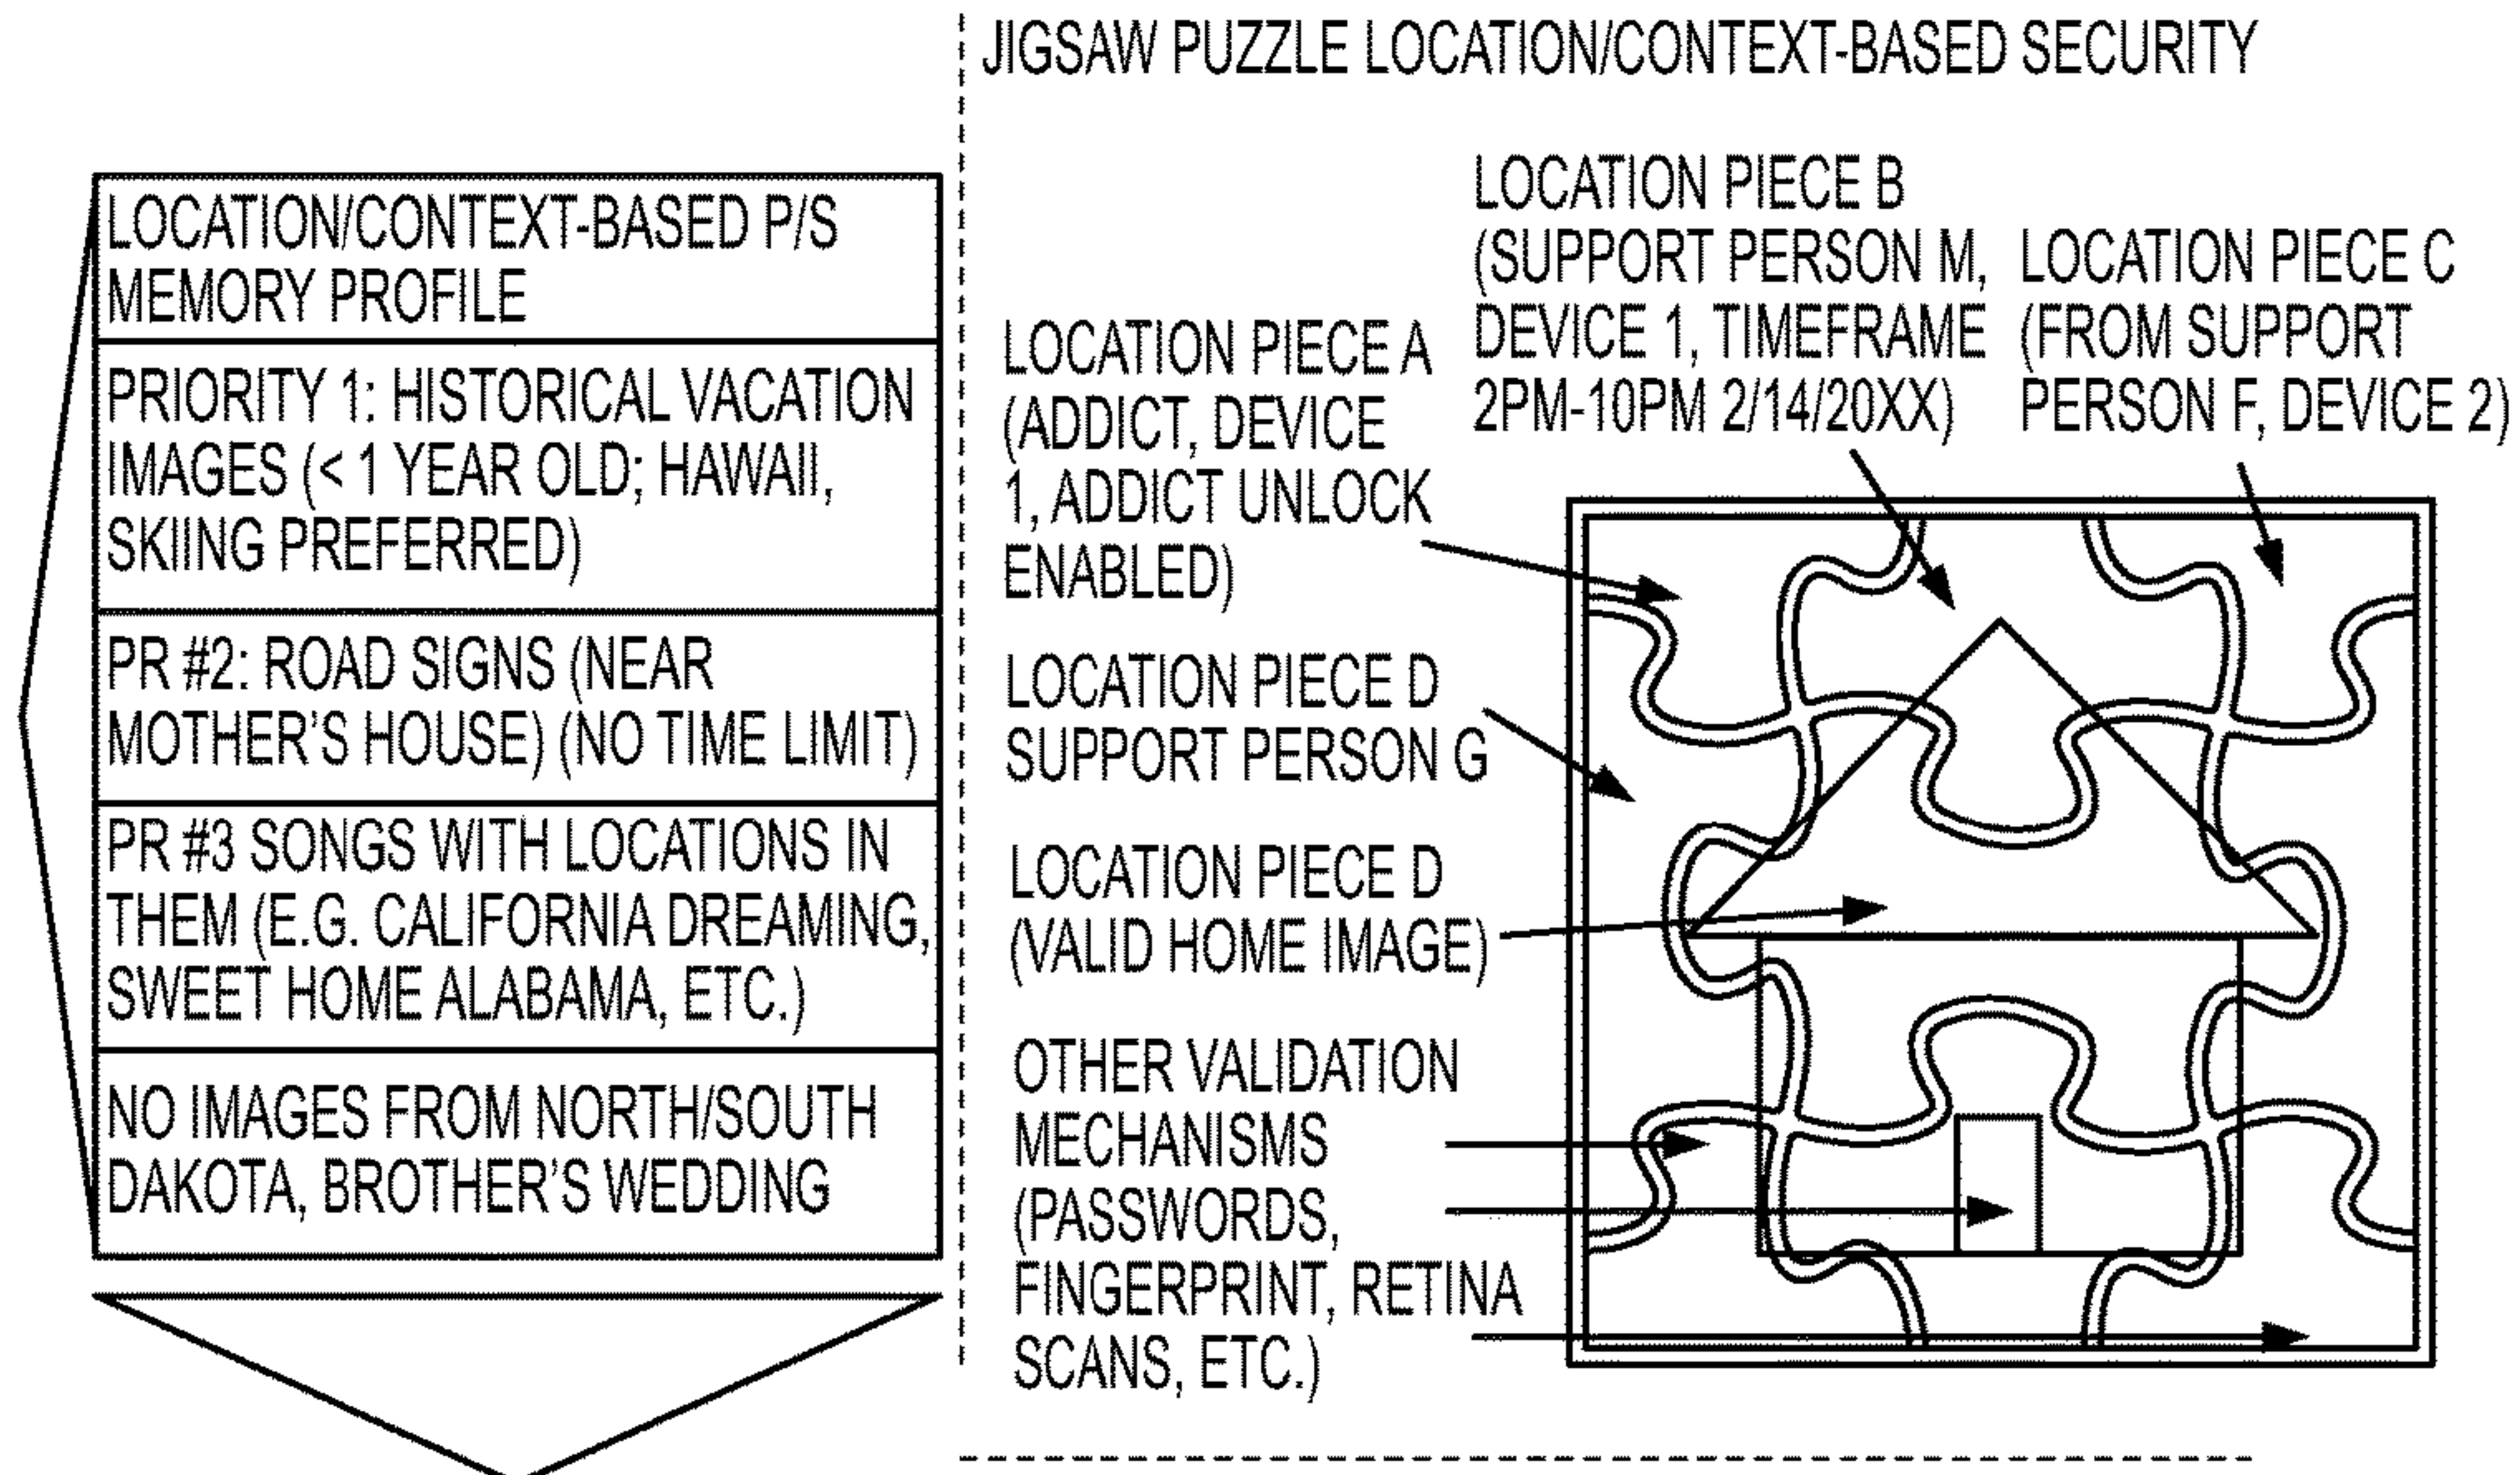 JIGSAW PUZZLE LOCATION/CONTEXT-BASED SECURITY
LOCATION/CONTEXT-BASED P/S
MEMORY PROFILE
PRIORITY 1: HISTORICAL VACATION
IMAGES (< 1 YEAR OLD; HAWAII,
SKIING PREFERRED)
PR #2: ROAD SIGNS (NEAR
MOTHER'S HOUSE) (NO TIME LIMIT)
PR #3 SONGS WITH LOCATIONS IN
THEM (E.G. CALIFORNIA DREAMING,
SWEET HOME ALABAMA, ETC.)
NO IMAGES FROM NORTH/SOUTH
DAKOTA, BROTHER'S WEDDING
LOCATION PIECE A
(ADDICT, DEVICE
1, ADDICT UNLOCK
ENABLED)
LOCATION PIECE B
(SUPPORT PERSON M,
DEVICE 1, TIMEFRAME
2PM-10PM 2/14/20XX)
LOCATION PIECE C
(FROM SUPPORT
PERSON F, DEVICE 2)
LOCATION PIECE D
SUPPORT PERSON G
LOCATION PIECE D
(VALID HOME IMAGE)
OTHER VALIDATION
MECHANISMS
(PASSWORDS,
FINGERPRINT, RETINA
SCANS, ETC.)